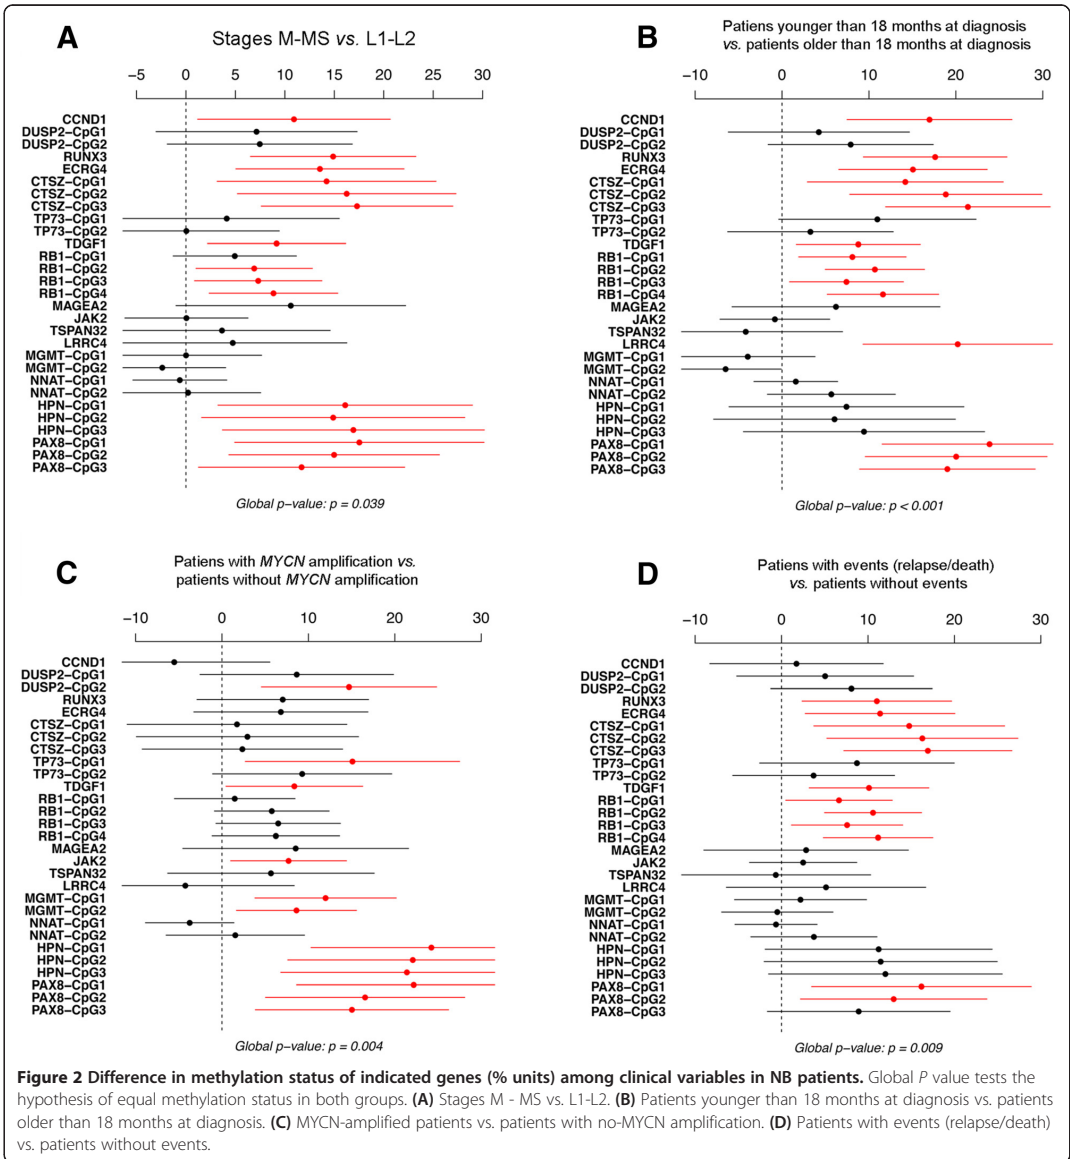 A
Stages M-MS vs. L1-L2
−5 0 5 10 15 20 25 30
CCND1
DUSP2−CpG1
DUSP2−CpG2
RUNX3
ECRG4
CTSZ−CpG1
CTSZ−CpG2
CTSZ−CpG3
TP73−CpG1
TP73−CpG2
TDGF1
RB1−CpG1
RB1−CpG2
RB1−CpG3
RB1−CpG4
MAGEA2
JAK2
TSPAN32
LRRC4
MGMT−CpG1
MGMT−CpG2
NNAT−CpG1
NNAT−CpG2
HPN−CpG1
HPN−CpG2
HPN−CpG3
PAX8−CpG1
PAX8−CpG2
PAX8−CpG3
Global p−value: p = 0.039
B
Patiens younger than 18 months at diagnosis
vs. patients older than 18 months at diagnosis
−10 0 10 20 30
CCND1
DUSP2−CpG1
DUSP2−CpG2
RUNX3
ECRG4
CTSZ−CpG1
CTSZ−CpG2
CTSZ−CpG3
TP73−CpG1
TP73−CpG2
TDGF1
RB1−CpG1
RB1−CpG2
RB1−CpG3
RB1−CpG4
MAGEA2
JAK2
TSPAN32
LRRC4
MGMT−CpG1
MGMT−CpG2
NNAT−CpG1
NNAT−CpG2
HPN−CpG1
HPN−CpG2
HPN−CpG3
PAX8−CpG1
PAX8−CpG2
PAX8−CpG3
Global p−value: p < 0.001
C
Patiens with MYCN amplification vs.
patients without MYCN amplification
−10 0 10 20 30
CCND1
DUSP2−CpG1
DUSP2−CpG2
RUNX3
ECRG4
CTSZ−CpG1
CTSZ−CpG2
CTSZ−CpG3
TP73−CpG1
TP73−CpG2
TDGF1
RB1−CpG1
RB1−CpG2
RB1−CpG3
RB1−CpG4
MAGEA2
JAK2
TSPAN32
LRRC4
MGMT−CpG1
MGMT−CpG2
NNAT−CpG1
NNAT−CpG2
HPN−CpG1
HPN−CpG2
HPN−CpG3
PAX8−CpG1
PAX8−CpG2
PAX8−CpG3
Global p−value: p = 0.004
D
Patiens with events (relapse/death)
vs. patients without events
−10 0 10 20 30
CCND1
DUSP2−CpG1
DUSP2−CpG2
RUNX3
ECRG4
CTSZ−CpG1
CTSZ−CpG2
CTSZ−CpG3
TP73−CpG1
TP73−CpG2
TDGF1
RB1−CpG1
RB1−CpG2
RB1−CpG3
RB1−CpG4
MAGEA2
JAK2
TSPAN32
LRRC4
MGMT−CpG1
MGMT−CpG2
NNAT−CpG1
NNAT−CpG2
HPN−CpG1
HPN−CpG2
HPN−CpG3
PAX8−CpG1
PAX8−CpG2
PAX8−CpG3
Global p−value: p = 0.009
Figure 2 Difference in methylation status of indicated genes (% units) among clinical variables in NB patients. Global P value tests the
hypothesis of equal methylation status in both groups. (A) Stages M - MS vs. L1-L2. (B) Patients younger than 18 months at diagnosis vs. patients
older than 18 months at diagnosis. (C) MYCN-amplified patients vs. patients with no-MYCN amplification. (D) Patients with events (relapse/death)
vs. patients without events.